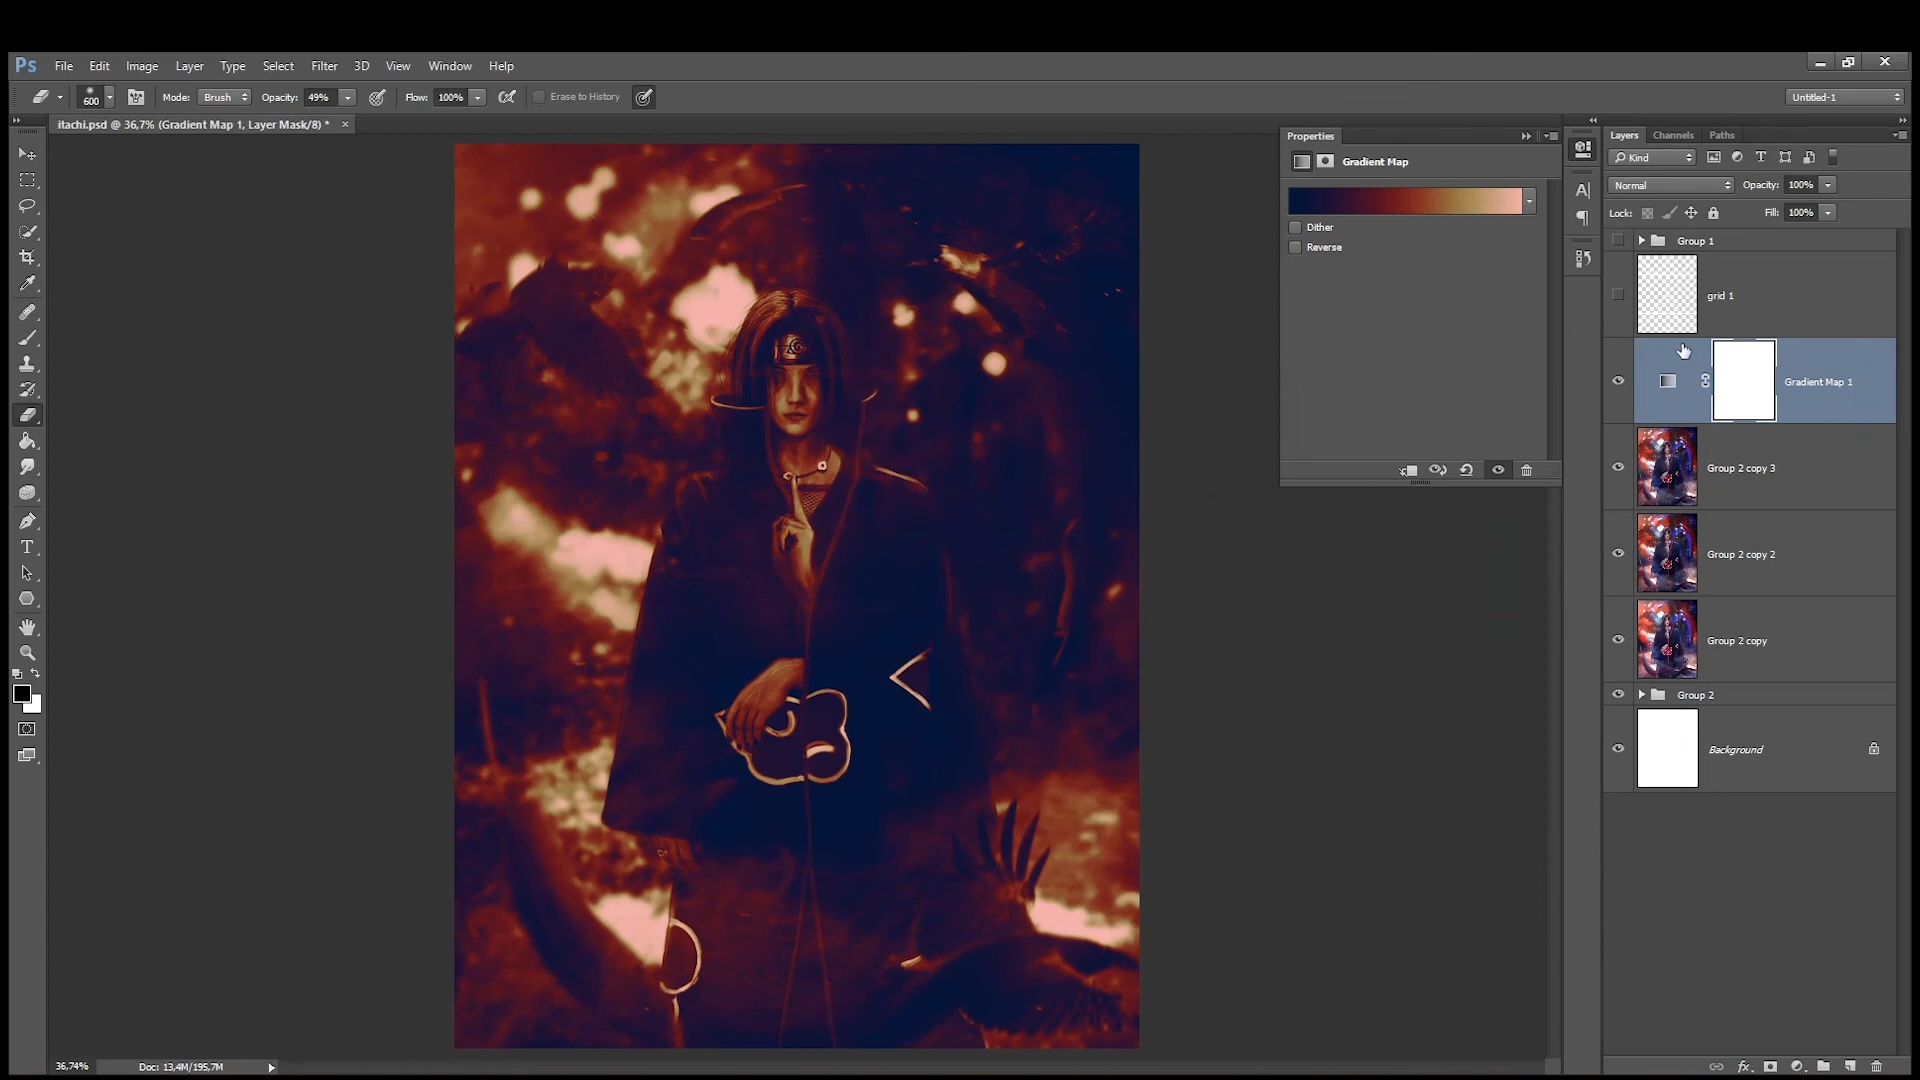 Ps File Edit Image Layer Type Select Filter 3D View Window Help
600 Mode: Brush Opacity: 49% Flow: 100% Erase to History Untitled-1
itachi.psd @ 36,7% (Gradient Map 1, Layer Mask/8) * ×
Properties
Gradient Map
Dither
Reverse
Layers Channels Paths
Kind
Normal Opacity: 100%
Lock: Fill: 100%
Group 1
grid 1
Gradient Map 1
Group 2 copy 3
Group 2 copy 2
Group 2 copy
Group 2
Background
36,74% Doc: 13,4M/195,7M